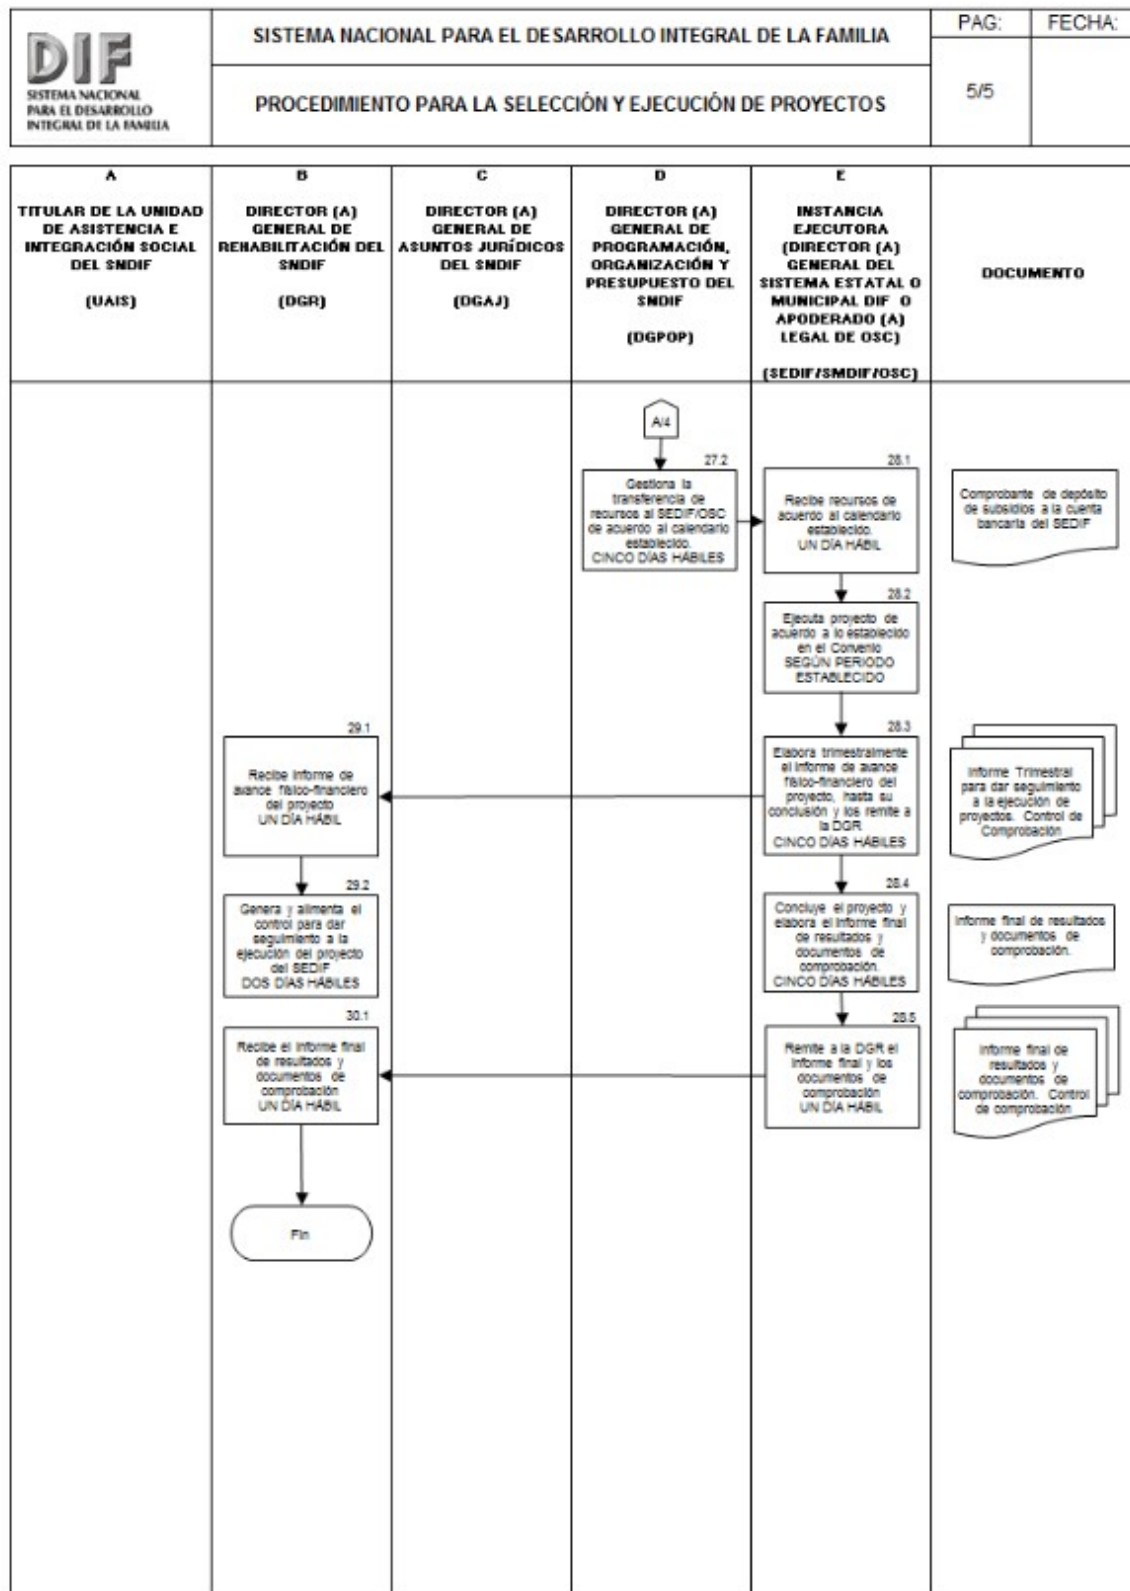 DIF
SISTEMA NACIONAL
PARA EL DESARROLLO
INTEGRAL DE LA FAMILIA
SISTEMA NACIONAL PARA EL DESARROLLO INTEGRAL DE LA FAMILIA
PROCEDIMIENTO PARA LA SELECCIÓN Y EJECUCIÓN DE PROYECTOS
PAG:
FECHA:
5/5
A
TITULAR DE LA UNIDAD
DE ASISTENCIA E
INTEGRACIÓN SOCIAL
DEL SNDIF
(UAIS)
B
DIRECTOR (A)
GENERAL DE
REHABILITACIÓN DEL
SNDIF
(DGR)
C
DIRECTOR (A)
GENERAL DE
ASUNTOS JURÍDICOS
DEL SNDIF
(DGAJ)
D
DIRECTOR (A)
GENERAL DE
PROGRAMACIÓN,
ORGANIZACIÓN Y
PRESUPUESTO DEL
SNDIF
(DGPOP)
E
INSTANCIA
EJECUTORA
(DIRECTOR (A)
GENERAL DEL
SISTEMA ESTATAL O
MUNICIPAL DIF O
APODERADO (A)
LEGAL DE OSC)
(SEDIF/SMDIF/OSC)
DOCUMENTO
A/4
27.2
Gestiona la
transferencia de
recursos al SEDIF/OSC
de acuerdo al calendario
establecido.
CINCO DÍAS HÁBILES
28.1
Recibe recursos de
acuerdo al calendario
establecido.
UN DÍA HÁBIL
Comprobante de depósito
de subsidios a la cuenta
bancaria del SEDIF
28.2
Ejecuta proyecto de
acuerdo a lo establecido
en el Convenio
SEGÚN PERIODO
ESTABLECIDO
29.1
Recibe informe de
avance físico-financiero
del proyecto
UN DÍA HÁBIL
28.3
Elabora trimestralmente
el informe de avance
físico-financiero del
proyecto, hasta su
conclusión y los remite a
la DGR
CINCO DÍAS HÁBILES
Informe Trimestral
para dar seguimiento
a la ejecución de
proyectos. Control de
Comprobación
29.2
Genera y alimenta el
control para dar
seguimiento a la
ejecución del proyecto
del SEDIF
DOS DÍAS HÁBILES
28.4
Concluye el proyecto y
elabora el informe final
de resultados y
documentos de
comprobación.
CINCO DÍAS HÁBILES
Informe final de resultados
y documentos de
comprobación.
30.1
Recibe el informe final
de resultados y
documentos de
comprobación
UN DÍA HÁBIL
28.5
Remite a la DGR el
informe final y los
documentos de
comprobación
UN DÍA HÁBIL
Informe final de
resultados y
documentos de
comprobación. Control
de comprobación
Fin